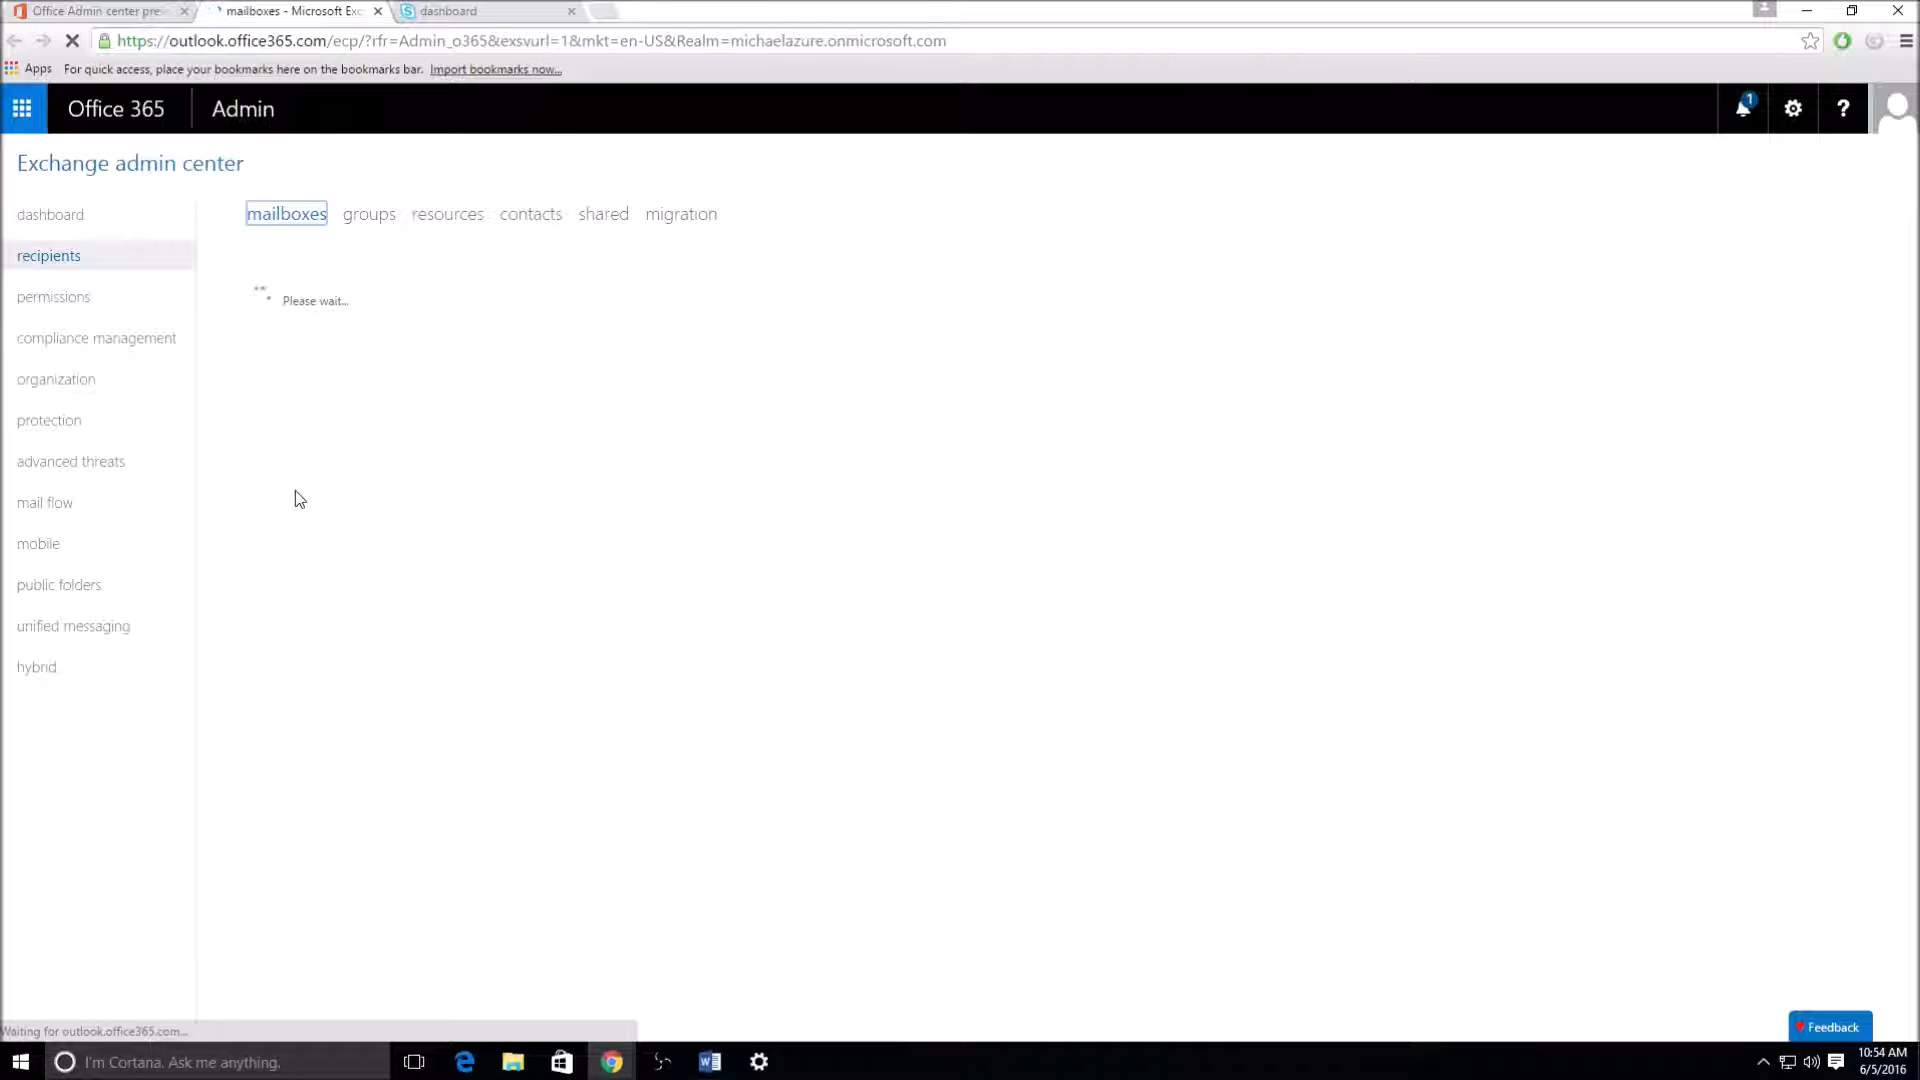 Office Admin center pre
mailboxes - Microsoft Exc
dashboard
https://outlook.office365.com/ecp/?rfr=Admin_o365&exsvurl=1&mkt=en-US&Realm=michaelazure.onmicrosoft.com
Apps
For quick access, place your bookmarks here on the bookmarks bar. Import bookmarks now...
Office 365
Admin
1
?
Exchange admin center
dashboard
recipients
permissions
compliance management
organization
protection
advanced threats
mail flow
mobile
public folders
unified messaging
hybrid
mailboxes groups resources contacts shared migration
Please wait...
Waiting for outlook.office365.com...
Feedback
I'm Cortana. Ask me anything.
10:54 AM
6/5/2016